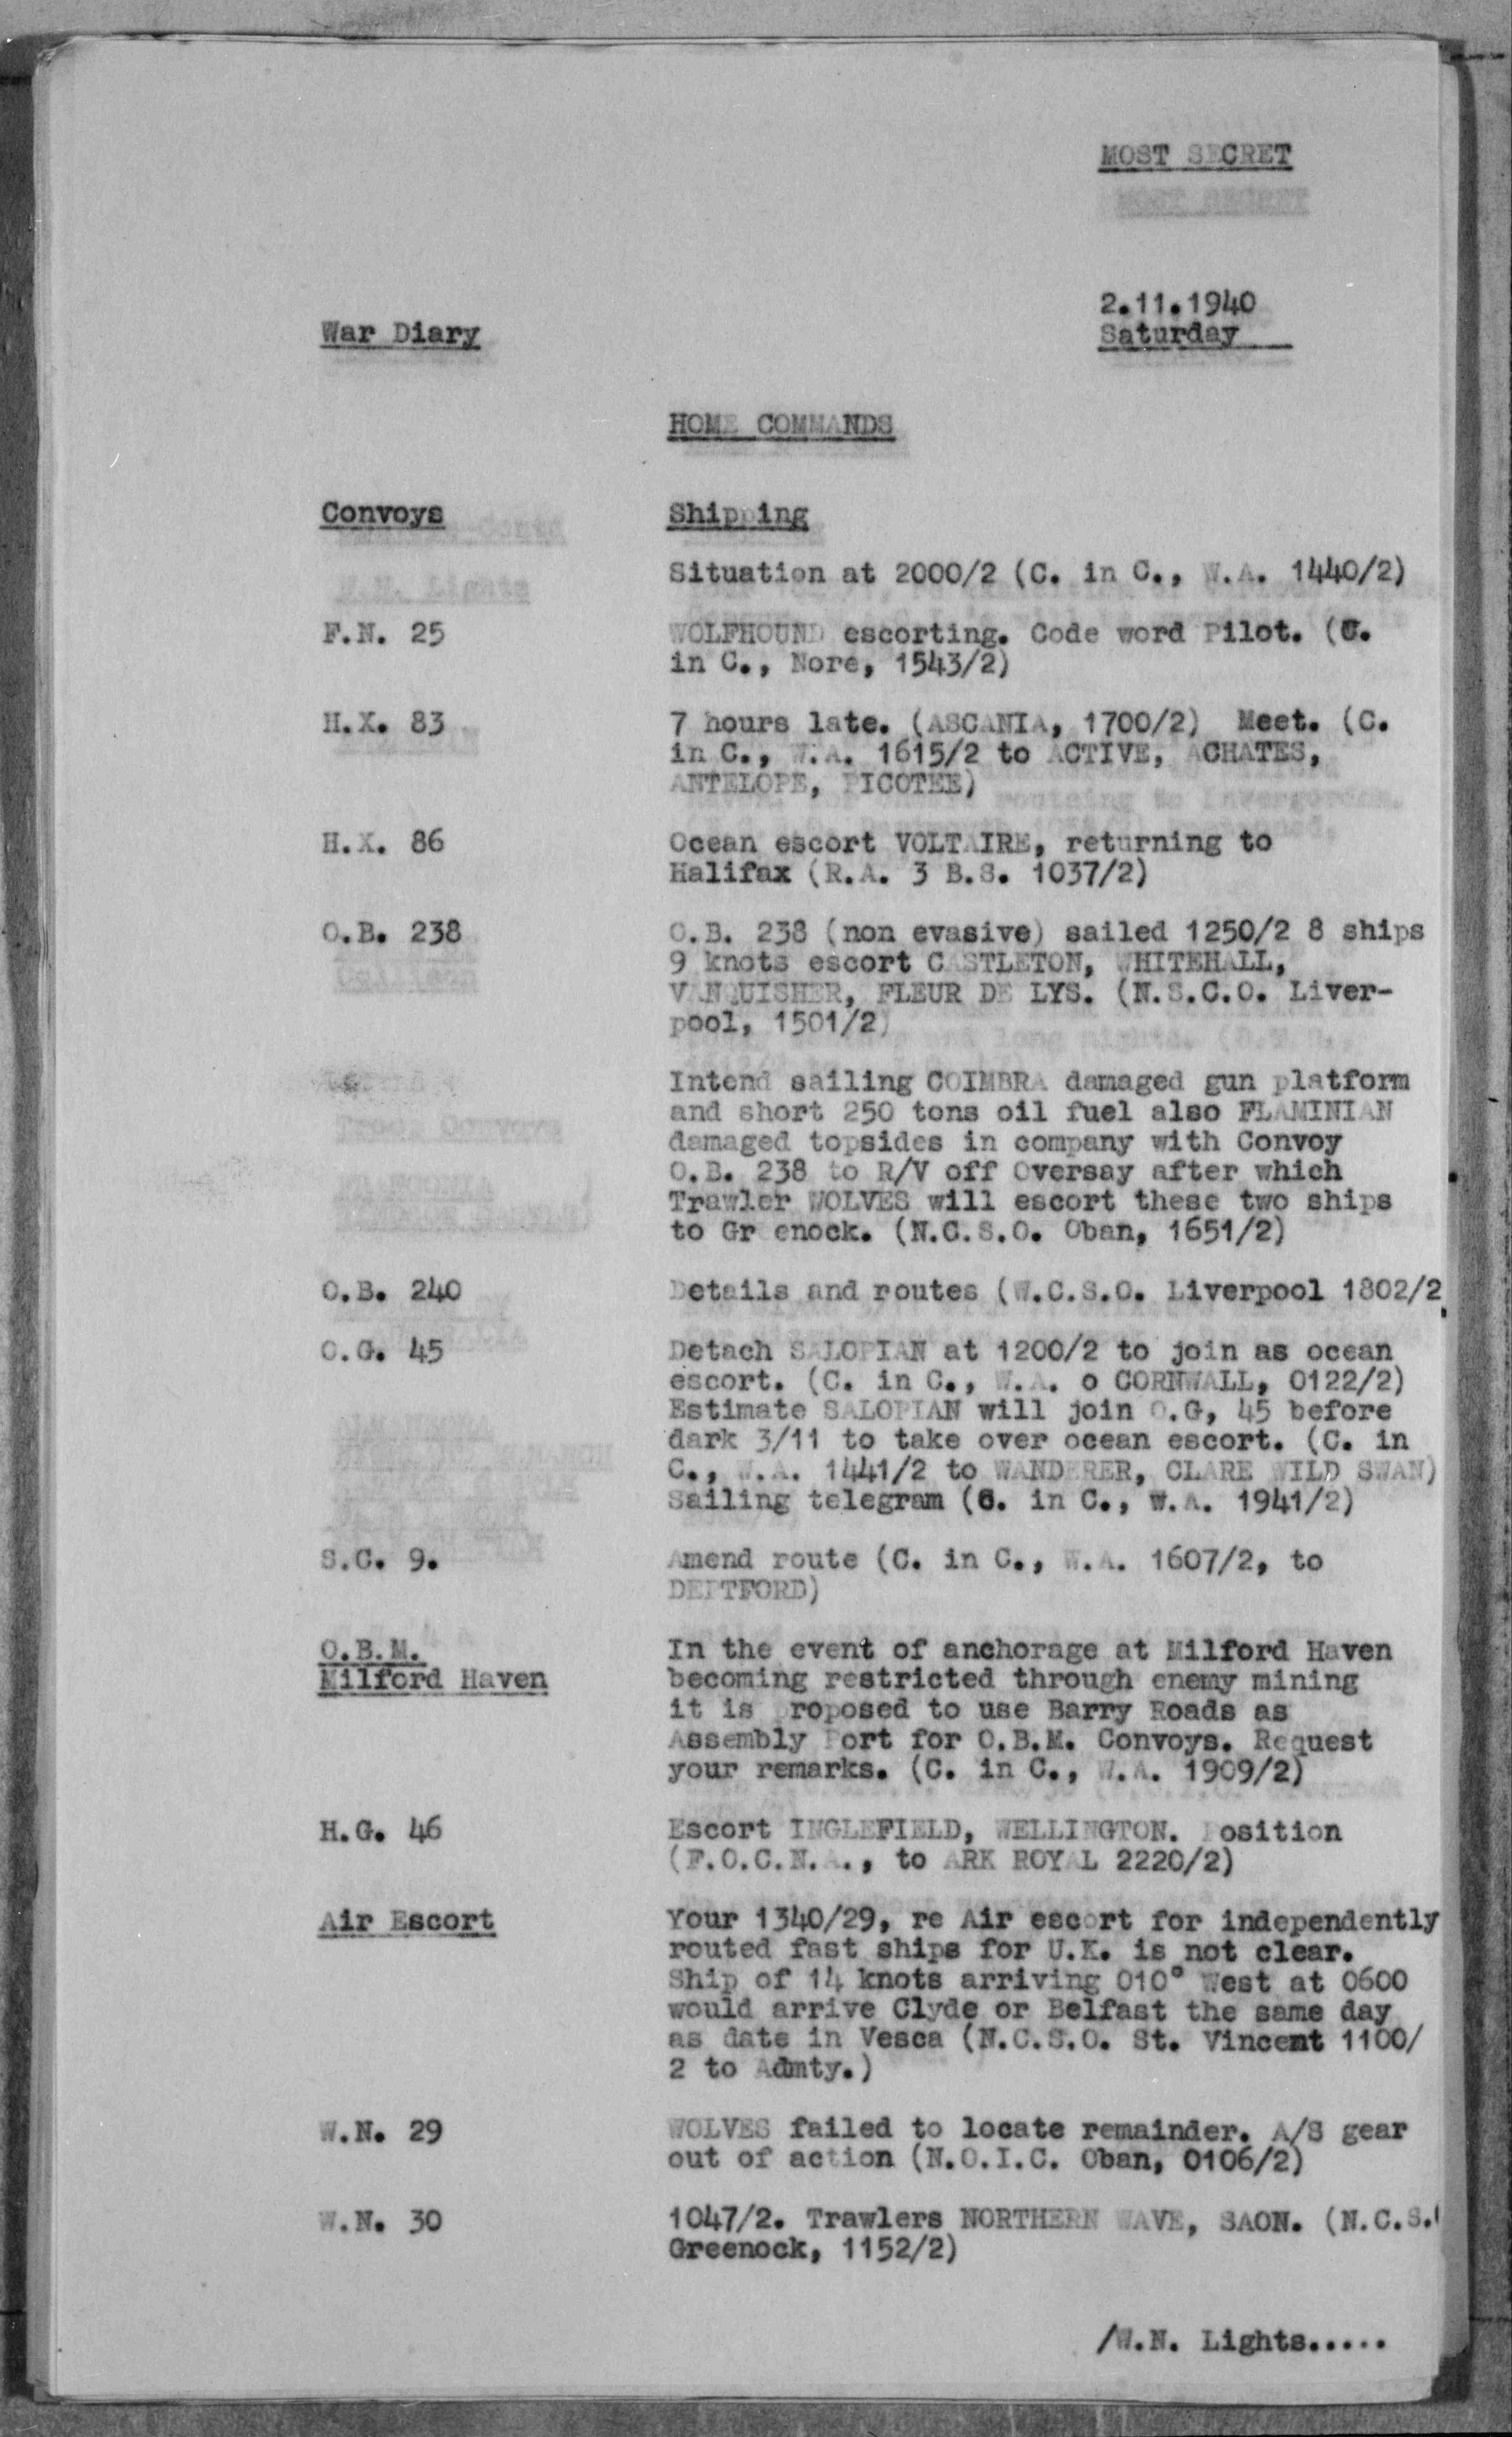 MOST SECRET
2.11.1940
War Diary
Saturday
HOME COMMANDS
Convoys
Shipping
Situation at 2000/2 (C. in C., W.A. 1440/2)
F.N. 25
WOLFHOUND escorting. Code word Pilot. (C.
in C., Nore, 1543/2)
H.X. 83
7 hours late. (ASCANIA, 1700/2) Meet. (C.
in C., W.A. 1615/2 to ACTIVE, ACHATES,
ANTELOPE, PICOTEE)
H.X. 86
Ocean escort VOLTAIRE, returning to
Halifax (R.A. 3 B.S. 1037/2)
O.B. 238
O.B. 238 (non evasive) sailed 1250/2 8 ships
9 knots escort CASTLETON, WHITEHALL,
VANQUISHER, FLEUR DE LYS. (N.S.C.O. Liver-
pool, 1501/2)
Intend sailing COIMBRA damaged gun platform
and short 250 tons oil fuel also FLAMINIAN
damaged topsides in company with Convoy
O.B. 238 to R/V off Oversay after which
Trawler WOLVES will escort these two ships
to Gr enock. (N.C.S.O. Oban, 1651/2)
O.B. 240
Details and routes (W.C.S.O. Liverpool 1802/2
O.G. 45
Detach SALOPIAN at 1200/2 to join as ocean
escort. (C. in C., W.A. o CORNWALL, 0122/2)
Estimate SALOPIAN will join O.G, 45 before
dark 3/11 to take over ocean escort. (C. in
C., W.A. 1441/2 to WANDERER, CLARE WILD SWAN)
Sailing telegram (C. in C., W.A. 1941/2)
S.C. 9.
Amend route (C. in C., W.A. 1607/2, to
DEPTFORD)
O.B.M.
Milford Haven
In the event of anchorage at Milford Haven
becoming restricted through enemy mining
it is proposed to use Barry Roads as
Assembly Port for O.B.M. Convoys. Request
your remarks. (C. in C., W.A. 1909/2)
H.G. 46
Escort INGLEFIELD, WELLINGTON. Position
(F.O.C.N.A., to ARK ROYAL 2220/2)
Air Escort
Your 1340/29, re Air escort for independently
routed fast ships for U.K. is not clear.
Ship of 14 knots arriving 010° West at 0600
would arrive Clyde or Belfast the same day
as date in Vesca (N.C.S.O. St. Vincent 1100/
2 to Admty.)
W.N. 29
WOLVES failed to locate remainder. A/S gear
out of action (N.O.I.C. Oban, 0106/2)
W.N. 30
1047/2. Trawlers NORTHERN WAVE, SAON. (N.C.S.
Greenock, 1152/2)
/W.N. Lights.....